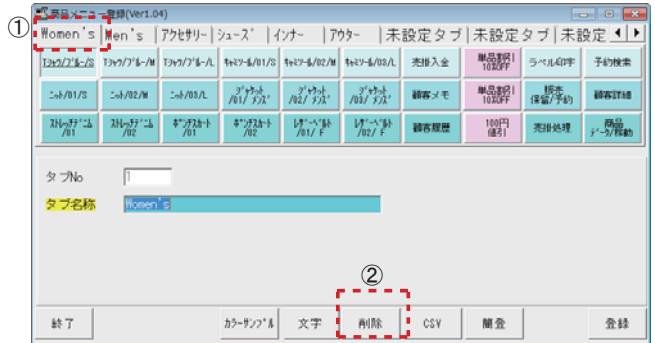 商品メニュー登録(Ver1.04)
①
Women's Men's アクセサリー シューズ インナー アウター 未設定タブ 未設定タブ 未設定
Tシャツ/ブルー/S Tシャツ/ブルー/M Tシャツ/ブルー/L キャミソール/01/S キャミソール/02/M キャミソール/03/L 売掛入金 単品割引 10%OFF ラベル印字 予約検索
ニット/01/S ニット/02/M ニット/03/L ジャケット/01/ メンズ ジャケット/02/ メンズ ジャケット/03/ メンズ 顧客メモ 単品割引 10%OFF 販売保留/予約 顧客詳細
ストレッチデニム/01 ストレッチデニム/02 ギンガムスカート/01 ギンガムスカート/02 レザーベルト/01/ F レザーベルト/02/ F 顧客履歴 100円値引 売掛処理 商品データ/移動
タブNo 1
タブ名称 Women's
②
終了 カラーサンプル 文字 削除 CSV 簡登 登録